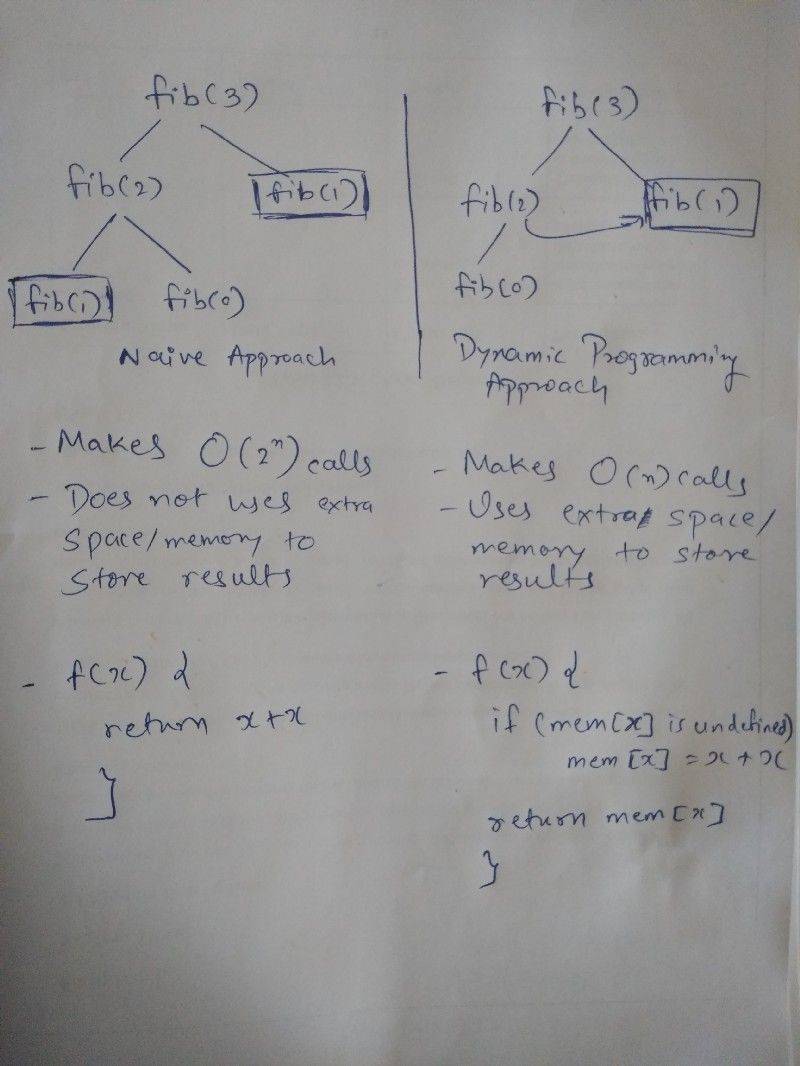 fib(3)
fib(2) fib(1)
fib(1) fib(0)
Naive Approach
- Makes O(2ⁿ) calls
- Does not uses extra
space/memory to
store results
- f(x) {
return x+x
}
fib(3)
fib(2) fib(1)
fib(0)
Dynamic Programming
Approach
- Makes O(n) calls
- Uses extra space/
memory to store
results
- f(x) {
if (mem[x] is undefined)
mem[x] = x + x
return mem[x]
}